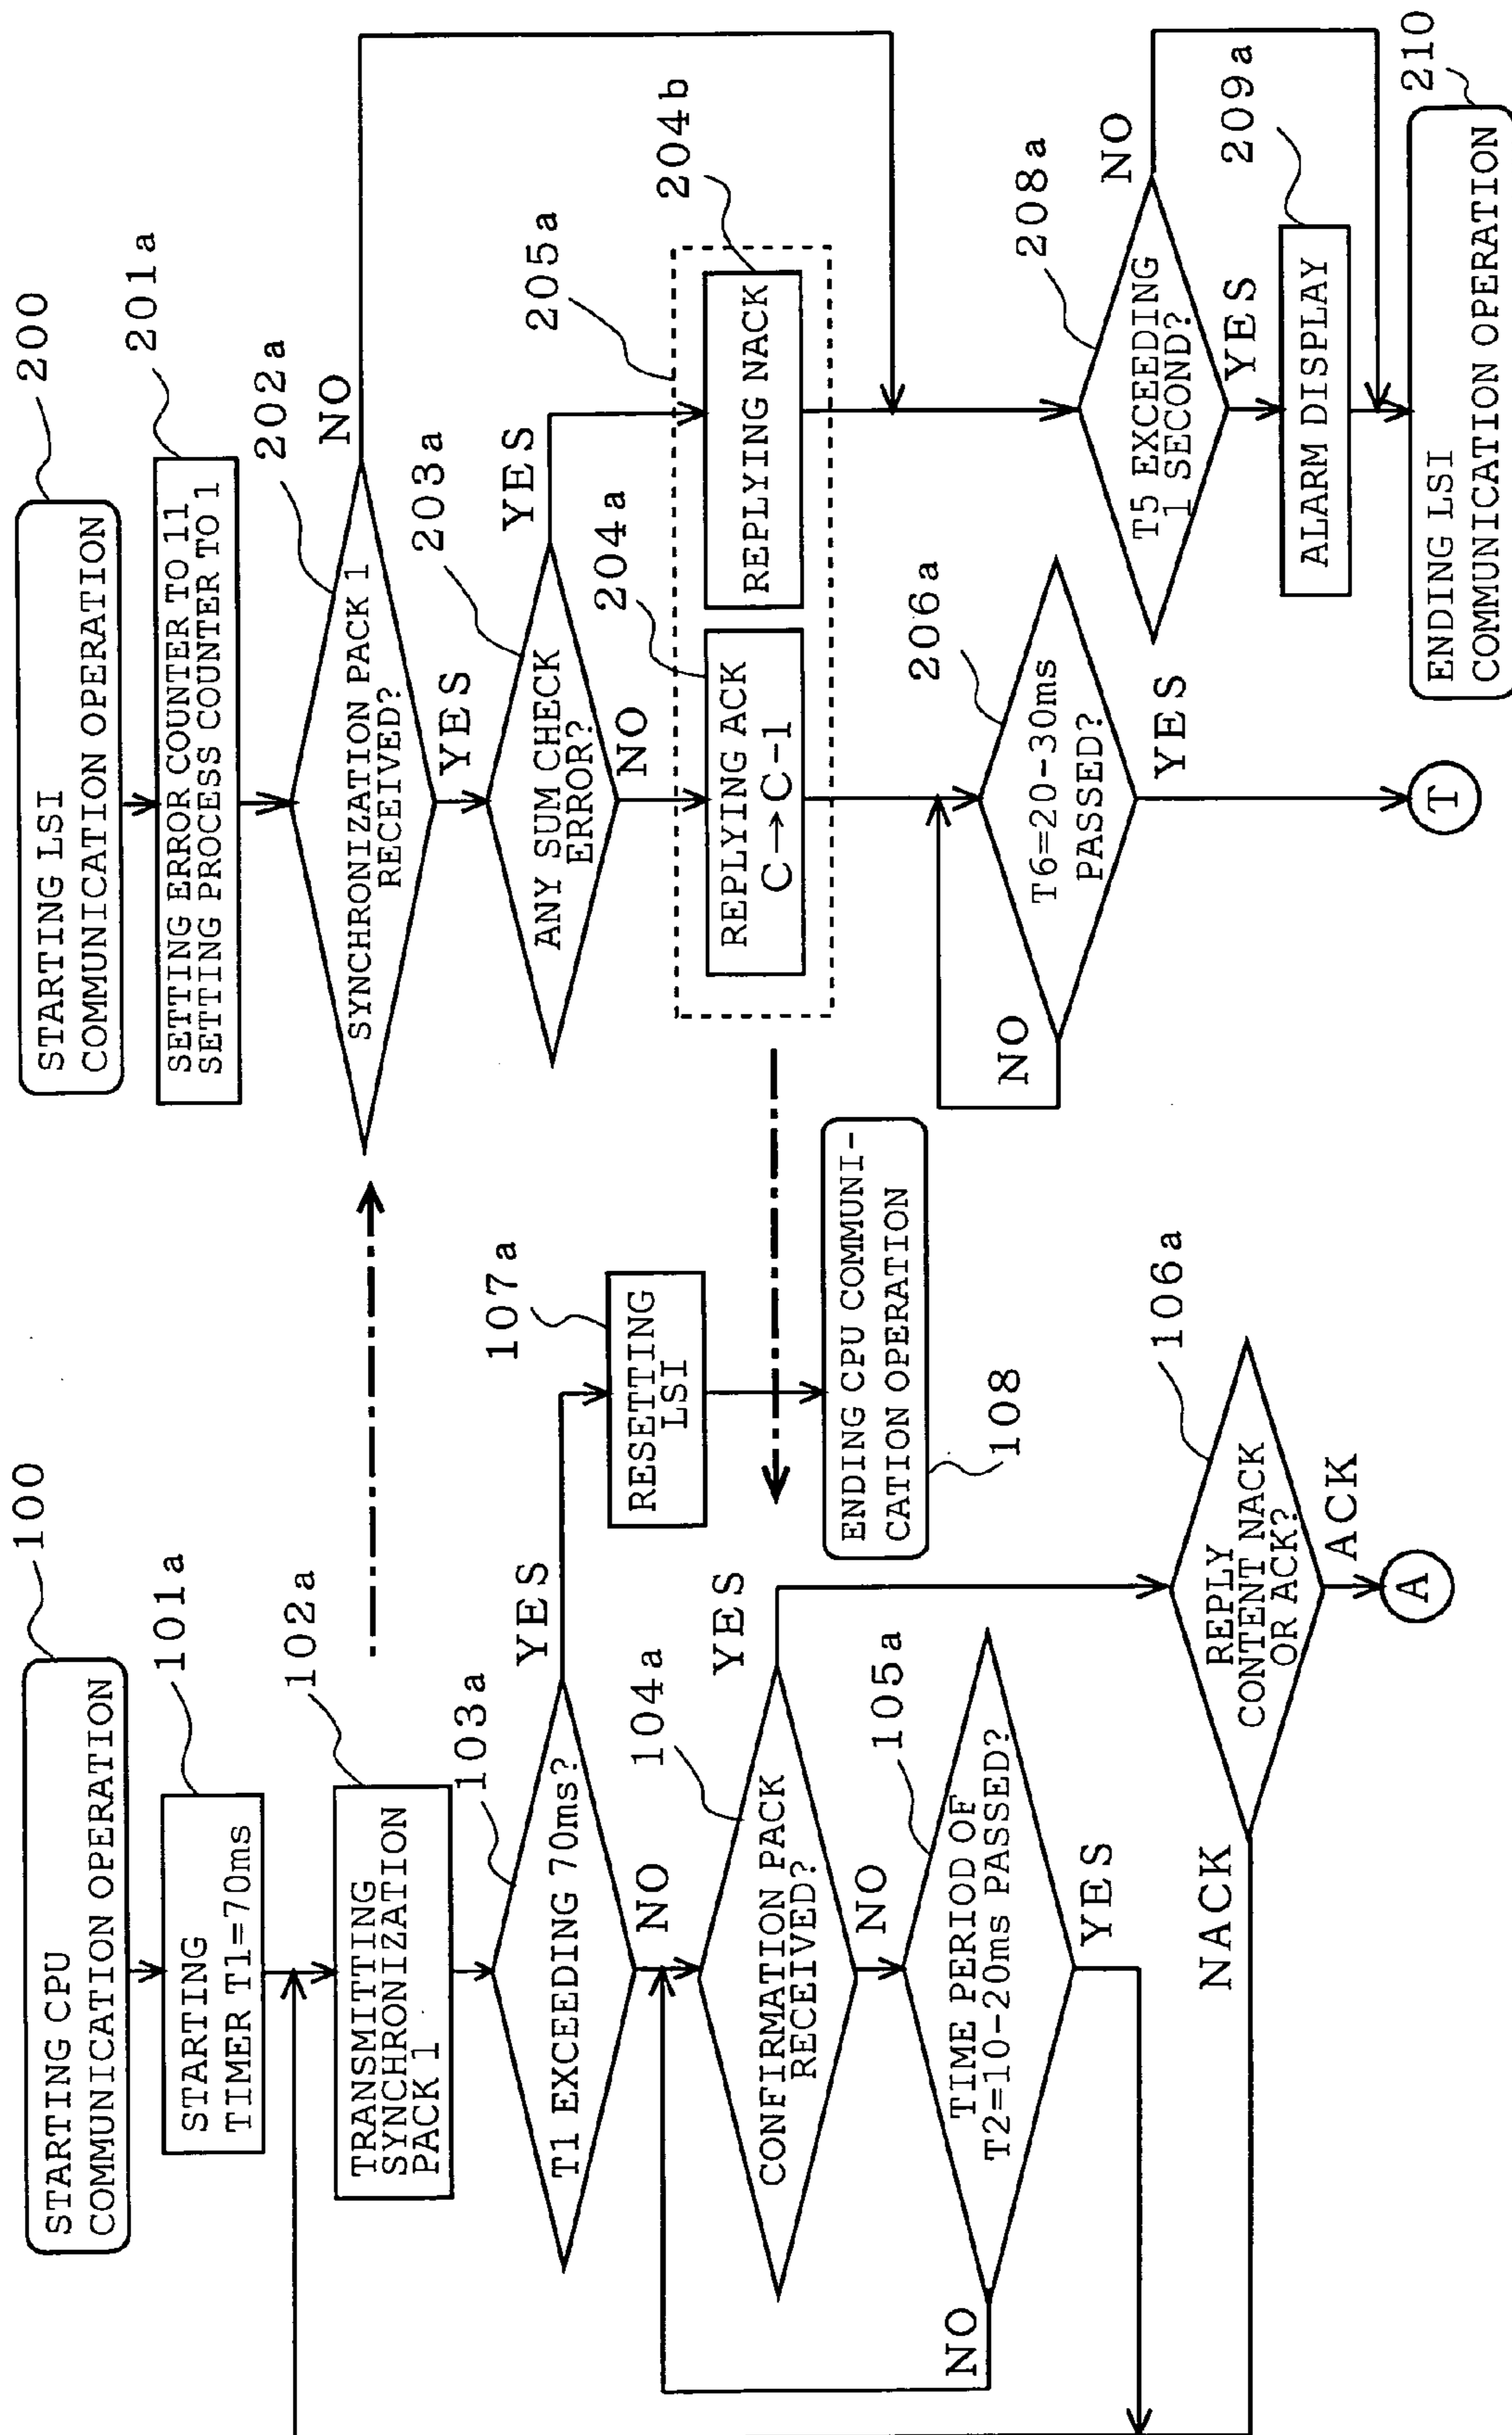 STARTING CPU
COMMUNICATION OPERATION
100
STARTING
TIMER T1=70ms
101a
TRANSMITTING
SYNCHRONIZATION
PACK 1
102a
T1 EXCEEDING 70ms?
103a
YES
NO
RESETTING
LSI
107a
CONFIRMATION PACK
RECEIVED?
104a
YES
NO
ENDING CPU COMMUNI-
CATION OPERATION
108
TIME PERIOD OF
T2=10-20ms PASSED?
105a
NO
YES
REPLY
CONTENT NACK
OR ACK?
106a
NACK
ACK
A
STARTING LSI
COMMUNICATION OPERATION
200
SETTING ERROR COUNTER TO 11
SETTING PROCESS COUNTER TO 1
201a
SYNCHRONIZATION PACK 1
RECEIVED?
202a
NO
YES
ANY SUM CHECK
ERROR?
203a
YES
NO
205a
REPLYING ACK
C→C-1
204a
REPLYING NACK
204b
T6=20-30ms
PASSED?
206a
NO
YES
T
T5 EXCEEDING
1 SECOND?
208a
NO
YES
ALARM DISPLAY
209a
ENDING LSI
COMMUNICATION OPERATION
210